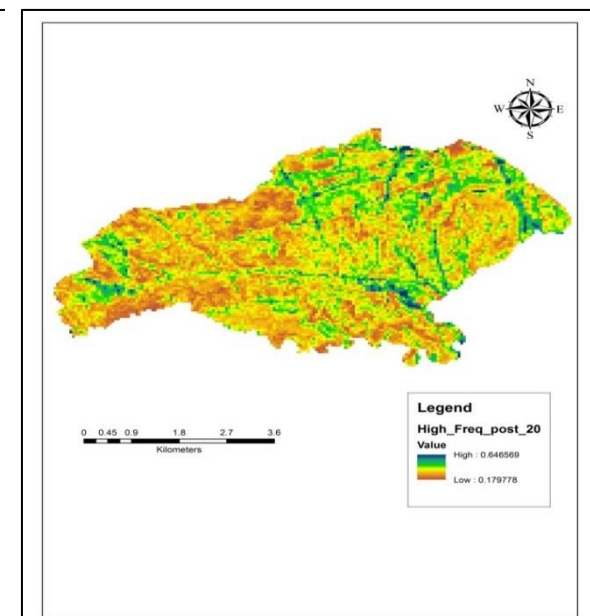 N
W E
S
Legend
High_Freq_post_20
Value
High : 0.646569
Low : 0.179778
0 0.45 0.9 1.8 2.7 3.6
Kilometers